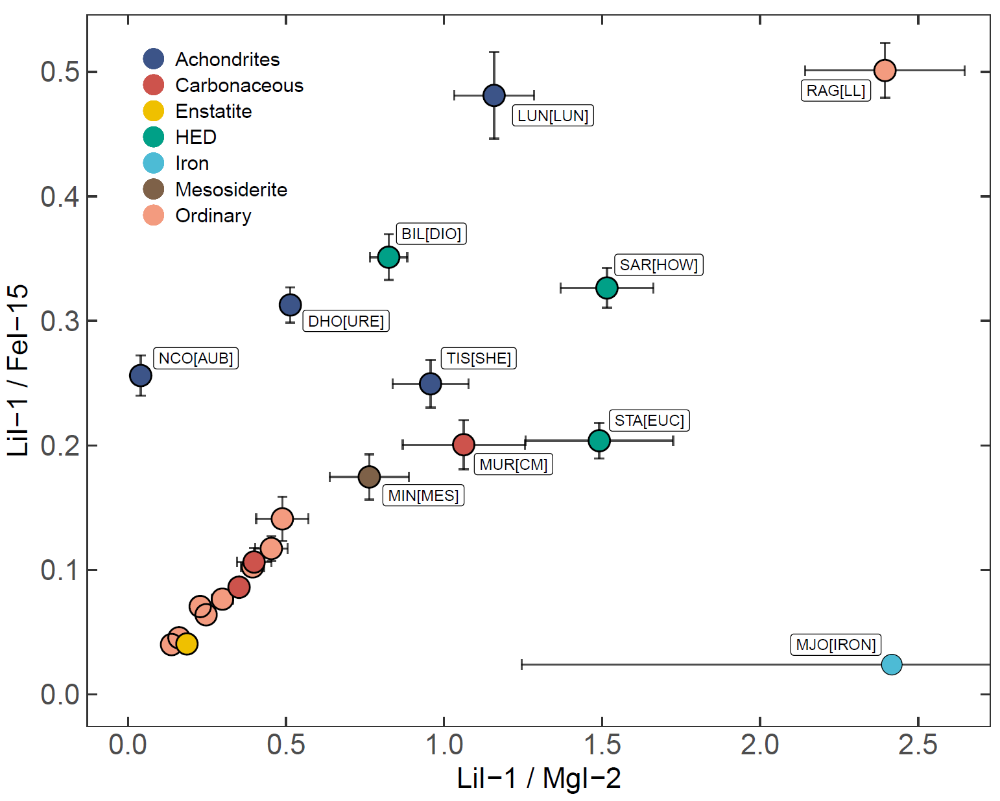 Achondrites
Carbonaceous
Enstatite
HED
Iron
Mesosiderite
Ordinary
RAG[LL]
LUN[LUN]
BIL[DIO]
SAR[HOW]
DHO[URE]
NCO[AUB]
TIS[SHE]
STA[EUC]
MUR[CM]
MIN[MES]
MJO[IRON]
0.5
0.4
0.3
0.2
0.1
0.0
LiI−1 / FeI−15
0.0 0.5 1.0 1.5 2.0 2.5
LiI−1 / MgI−2